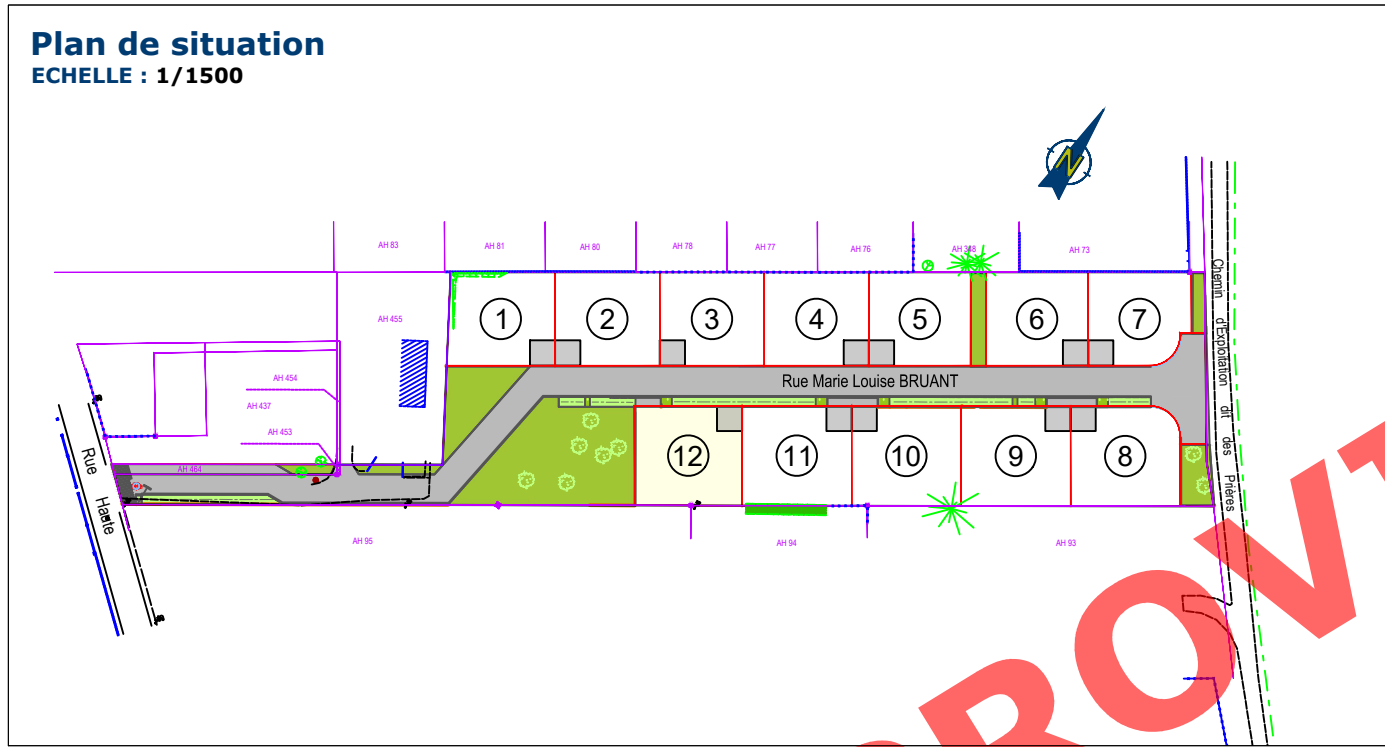 Plan de situation
ECHELLE : 1/1500
N
AH 83
AH 81
AH 80
AH 78
AH 77
AH 76
AH 73
AH 455
1
2
3
4
5
6
7
Rue Marie Louise BRUANT
AH 454
AH 437
AH 453
AH 464
12
11
10
9
8
Rue Haute
Chemin d'Exploitation dit des Prières
AH 95
AH 94
AH 93
ROVI